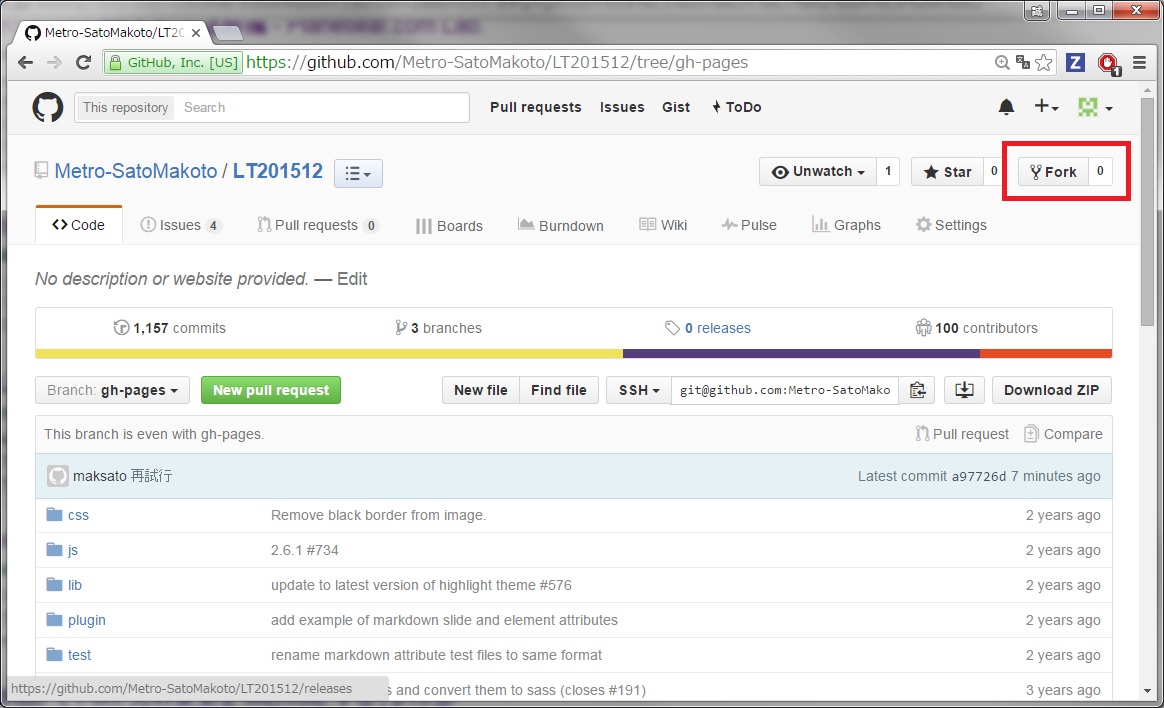 Metro-SatoMakoto/LT20
GitHub, Inc. [US] https://github.com/Metro-SatoMakoto/LT201512/tree/gh-pages Z 1
This repository Search Pull requests Issues Gist ToDo
Metro-SatoMakoto / LT201512 Unwatch 1 Star 0 Fork 0
Code Issues 4 Pull requests 0 Boards Burndown Wiki Pulse Graphs Settings
No description or website provided. — Edit
1,157 commits 3 branches 0 releases 100 contributors
Branch: gh-pages New pull request New file Find file SSH git@github.com:Metro-SatoMako Download ZIP
This branch is even with gh-pages. Pull request Compare
maksato 再試行 Latest commit a97726d 7 minutes ago
css Remove black border from image. 2 years ago
js 2.6.1 #734 2 years ago
lib update to latest version of highlight theme #576 2 years ago
plugin add example of markdown slide and element attributes 2 years ago
test rename markdown attribute test files to same format 2 years ago
https://github.com/Metro-SatoMakoto/LT201512/releases s and convert them to sass (closes #191) 3 years ago